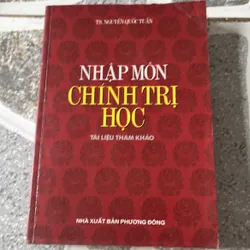 TS. NGUYỄN QUỐC TUẤN
NHẬP MÔN
CHÍNH TRỊ
HỌC
TÀI LIỆU THAM KHẢO
NHÀ XUẤT BẢN PHƯƠNG ĐÔNG